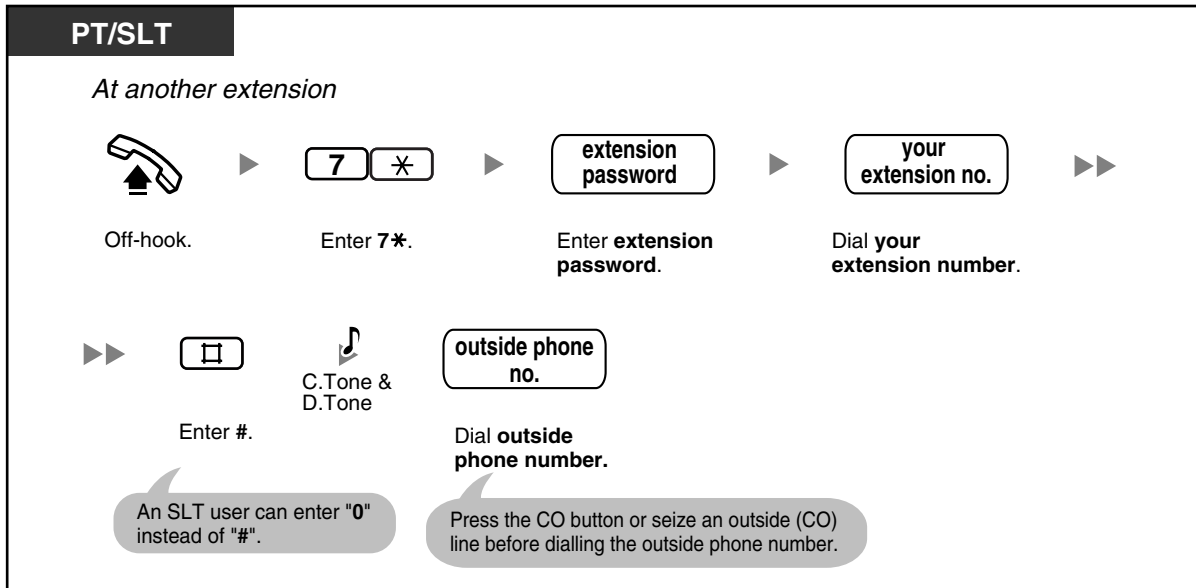 PT/SLT
At another extension
7 ✱
extension
password
your
extension no.
Off-hook.
Enter 7✱.
Enter extension
password.
Dial your
extension number.
#
C.Tone &
D.Tone
outside phone
no.
Enter #.
Dial outside
phone number.
An SLT user can enter "0"
instead of "#".
Press the CO button or seize an outside (CO)
line before dialling the outside phone number.